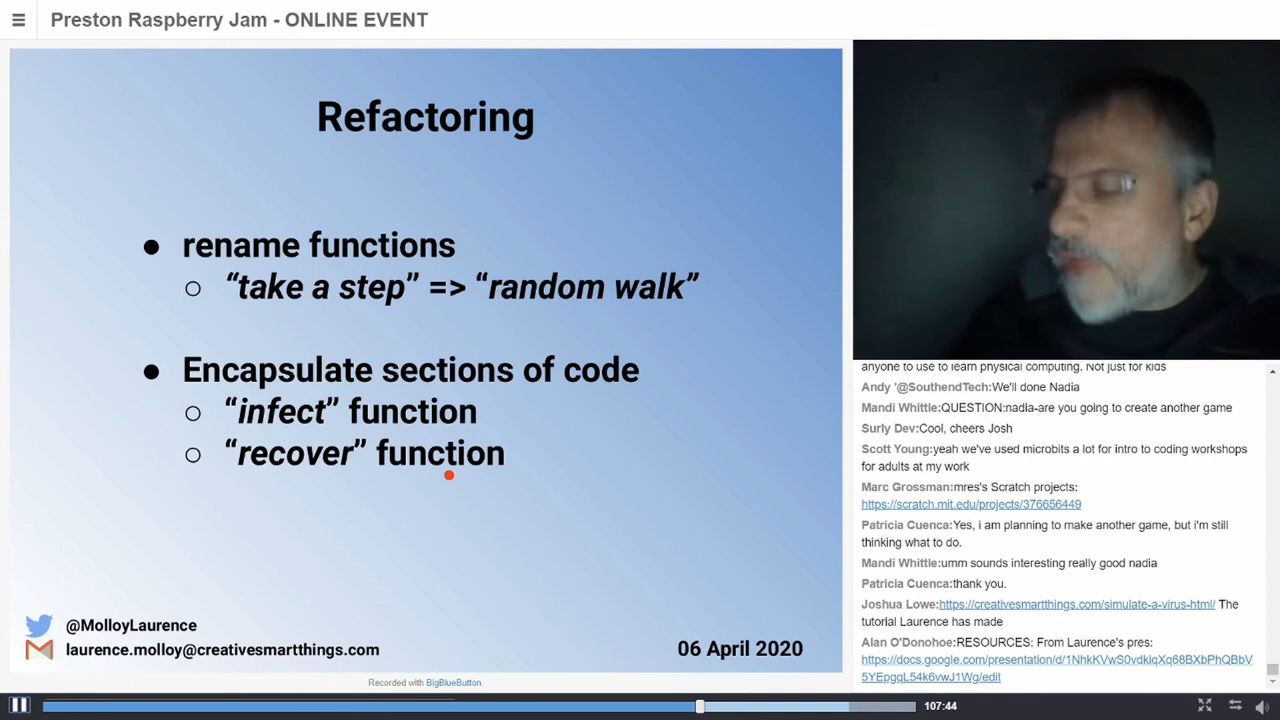 Preston Raspberry Jam - ONLINE EVENT
Refactoring
● rename functions
○ “take a step” => “random walk”
● Encapsulate sections of code
○ “infect” function
○ “recover” function
@MolloyLaurence
laurence.molloy@creativesmartthings.com
06 April 2020
Recorded with BigBlueButton.
anyone to use to learn physical computing. Not just for kids
Andy '@SouthendTech:We'll done Nadia
Mandi Whittle:QUESTION:nadia-are you going to create another game
Surly Dev:Cool, cheers Josh
Scott Young:yeah we've used microbits a lot for intro to coding workshops
for adults at my work
Marc Grossman:mres's Scratch projects:
https://scratch.mit.edu/projects/376656449
Patricia Cuenca:Yes, i am planning to make another game, but i'm still
thinking what to do.
Mandi Whittle:umm sounds interesting really good nadia
Patricia Cuenca:thank you.
Joshua Lowe:https://creativesmartthings.com/simulate-a-virus-html/ The
tutorial Laurence has made
Alan O'Donohoe:RESOURCES: From Laurence's pres:
https://docs.google.com/presentation/d/1NhkKVwS0vdklqXq68BXbPhQBbV
5YEpgqL54k6vwJ1Wg/edit
107:44